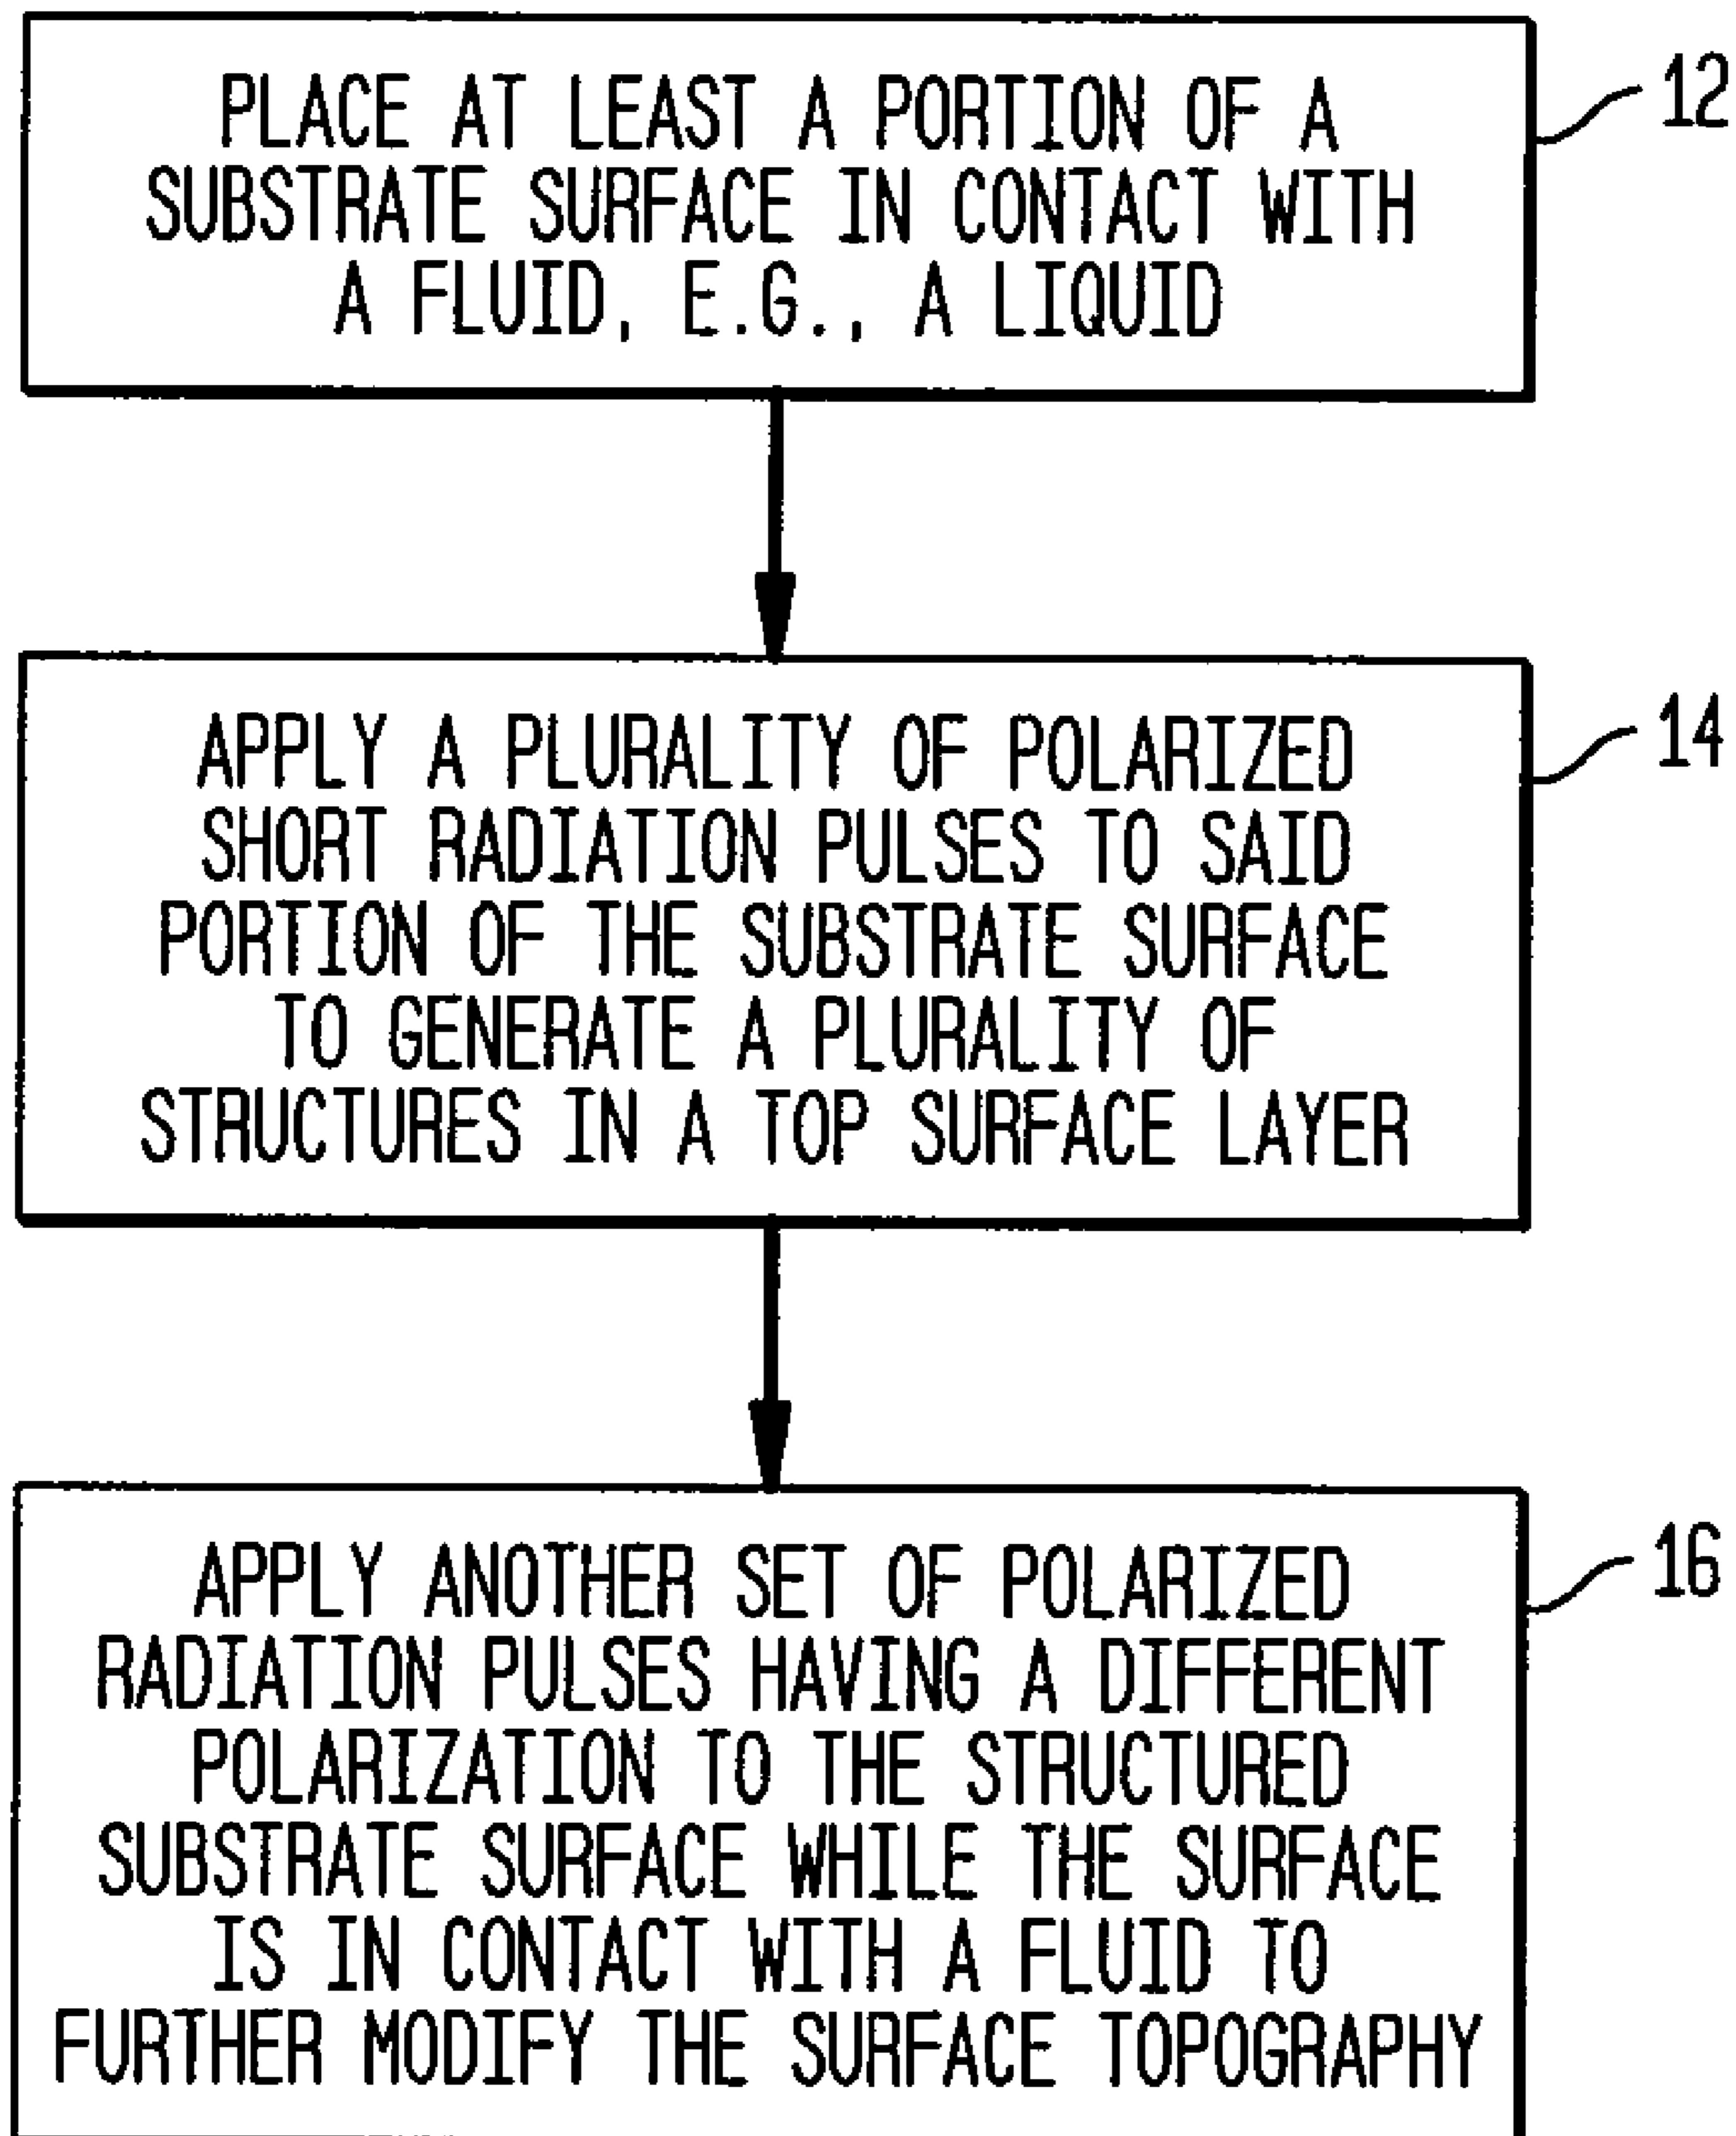 PLACE AT LEAST A PORTION OF A
SUBSTRATE SURFACE IN CONTACT WITH
A FLUID, E.G., A LIQUID
12
APPLY A PLURALITY OF POLARIZED
SHORT RADIATION PULSES TO SAID
PORTION OF THE SUBSTRATE SURFACE
TO GENERATE A PLURALITY OF
STRUCTURES IN A TOP SURFACE LAYER
14
APPLY ANOTHER SET OF POLARIZED
RADIATION PULSES HAVING A DIFFERENT
POLARIZATION TO THE STRUCTURED
SUBSTRATE SURFACE WHILE THE SURFACE
IS IN CONTACT WITH A FLUID TO
FURTHER MODIFY THE SURFACE TOPOGRAPHY
16